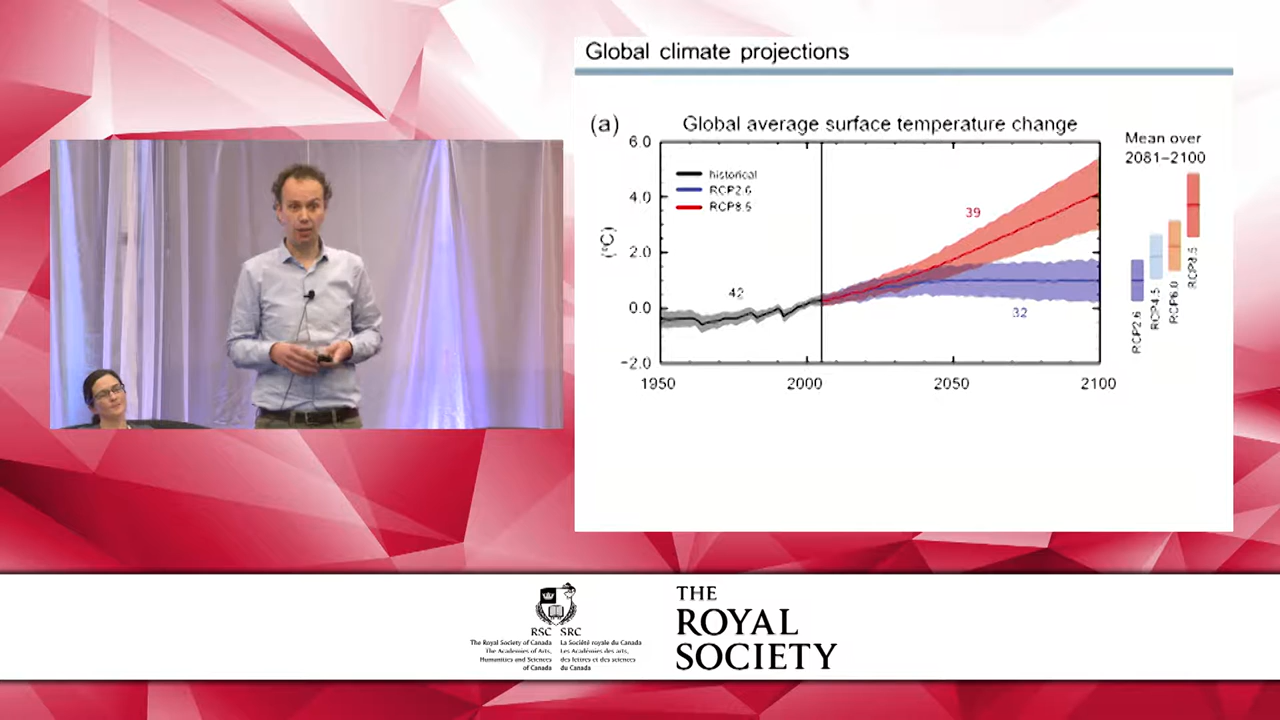 Global climate projections
(a)
Global average surface temperature change
Mean over
2081–2100
6.0
4.0
2.0
0.0
−2.0
(°C)
historical
RCP2.6
RCP8.5
39
42
32
1950
2000
2050
2100
RCP2.6
RCP4.5
RCP6.0
RCP8.5
RSC SRC
The Royal Society of Canada
The Academies of Arts,
Humanities and Sciences
of Canada
La Société royale du Canada
Les Académies des arts,
des lettres et des sciences
du Canada
THE
ROYAL
SOCIETY